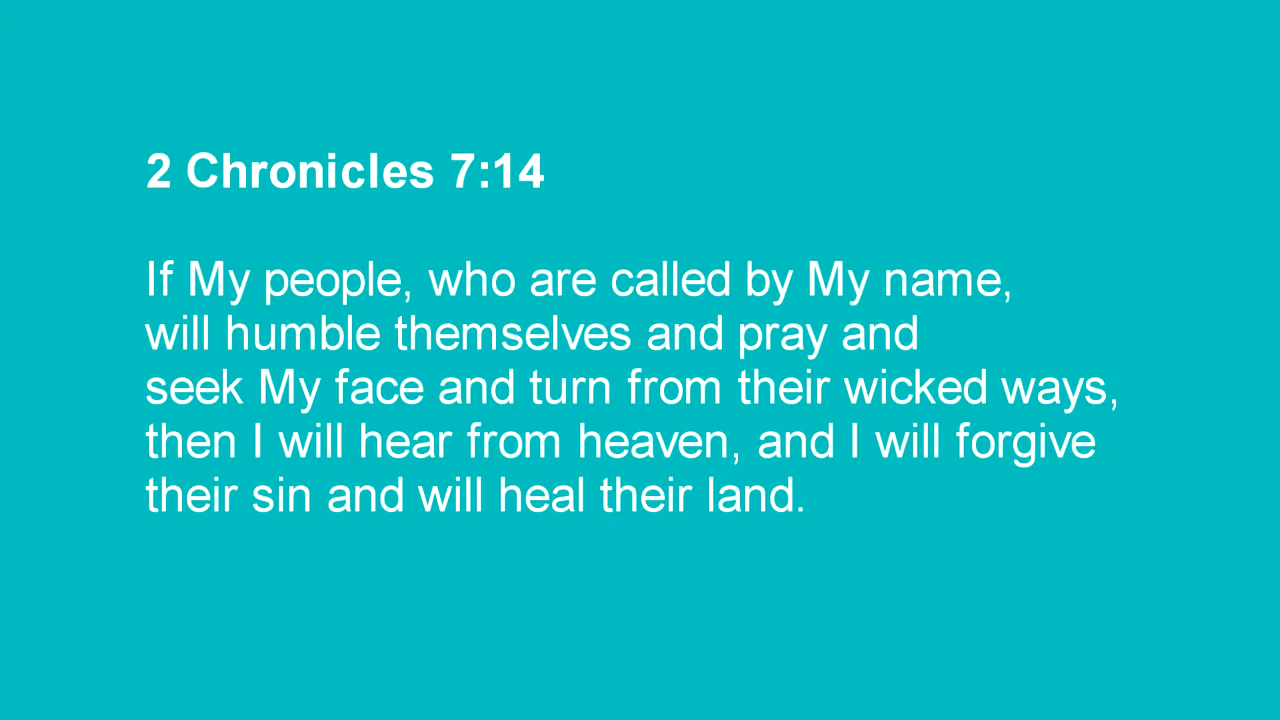 2 Chronicles 7:14
If My people, who are called by My name,
will humble themselves and pray and
seek My face and turn from their wicked ways,
then I will hear from heaven, and I will forgive
their sin and will heal their land.